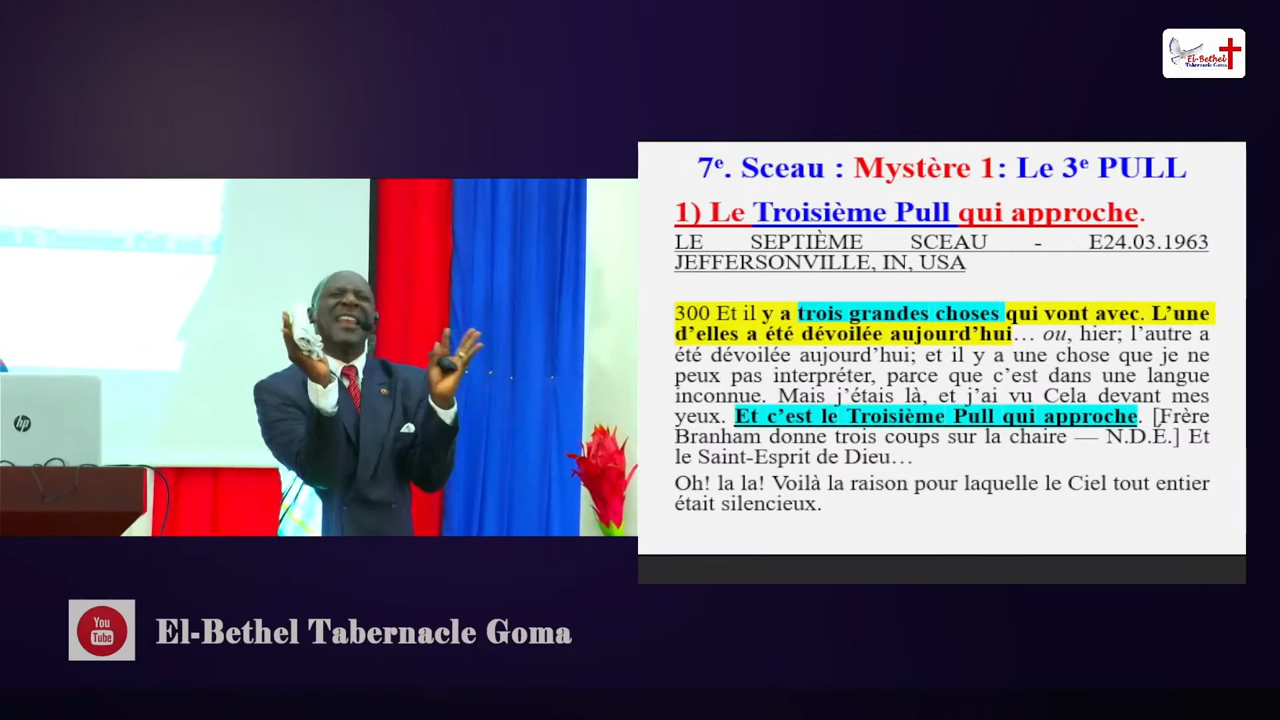 El-Bethel
Tabernacle Goma
7e. Sceau : Mystère 1: Le 3e PULL
1) Le Troisième Pull qui approche.
LE SEPTIÈME SCEAU - E24.03.1963
JEFFERSONVILLE, IN, USA
300 Et il y a trois grandes choses qui vont avec. L’une
d’elles a été dévoilée aujourd’hui… ou, hier; l’autre a
été dévoilée aujourd’hui; et il y a une chose que je ne
peux pas interpréter, parce que c’est dans une langue
inconnue. Mais j’étais là, et j’ai vu Cela devant mes
yeux. Et c’est le Troisième Pull qui approche. [Frère
Branham donne trois coups sur la chaire — N.D.É.] Et
le Saint-Esprit de Dieu…
Oh! la la! Voilà la raison pour laquelle le Ciel tout entier
était silencieux.
hp
You
Tube
El-Bethel Tabernacle Goma